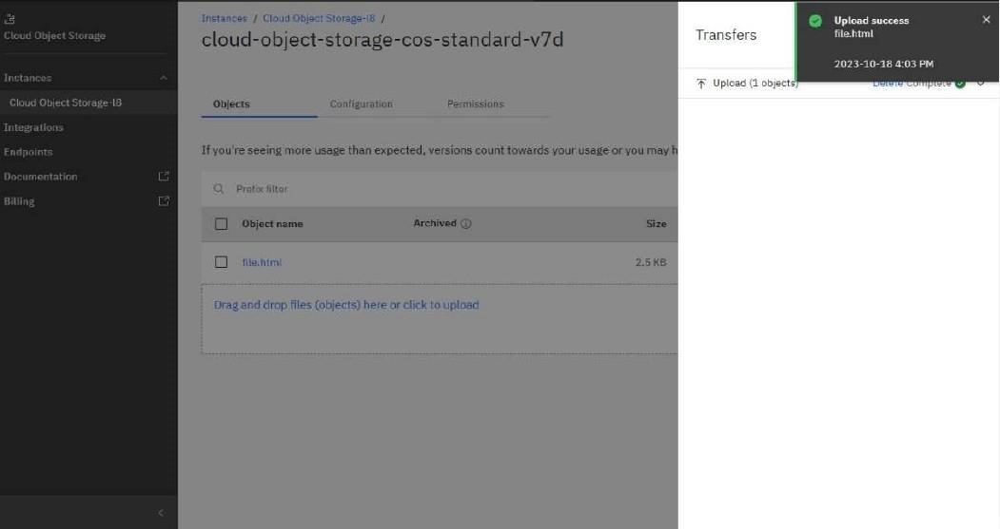 Cloud Object Storage
Instances
Cloud Object Storage-l8
Integrations
Endpoints
Documentation
Billing
Instances / Cloud Object Storage-l8 /
cloud-object-storage-cos-standard-v7d
Objects Configuration Permissions
If you're seeing more usage than expected, versions count towards your usage or you may h
Prefix filter
Object name Archived Size
file.html 2.5 KB
Drag and drop files (objects) here or click to upload
Transfers
Upload (1 objects) Delete Complete
Upload success
file.html
2023-10-18 4:03 PM